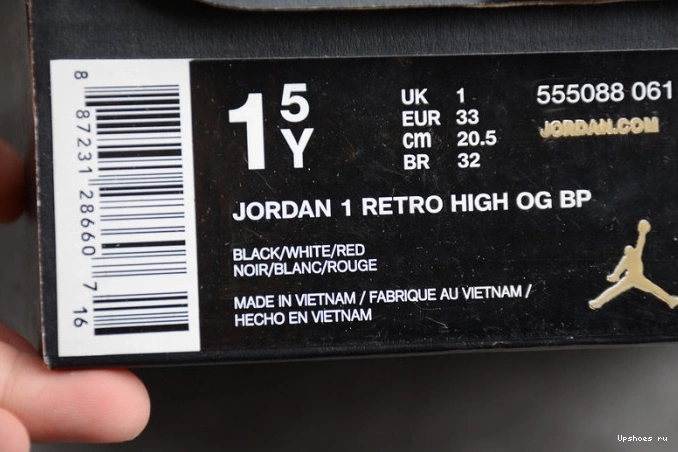 8 87231 28660 7 16
1 5Y
UK 1
EUR 33
cm 20.5
BR 32
555088 061
JORDAN.COM
JORDAN 1 RETRO HIGH OG BP
BLACK/WHITE/RED
NOIR/BLANC/ROUGE
MADE IN VIETNAM / FABRIQUE AU VIETNAM /
HECHO EN VIETNAM
Upshoes ru